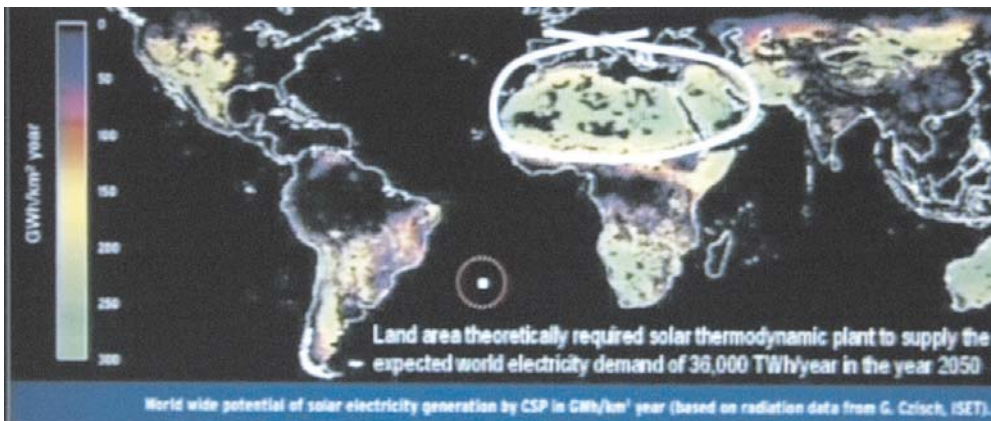 0
50
100
150
200
250
300
GWh/km² year
Land area theoretically required solar thermodynamic plant to supply the
expected world electricity demand of 36,000 TWh/year in the year 2050
World wide potential of solar electricity generation by CSP in GWh/km² year (based on radiation data from G. Czisch, ISET).